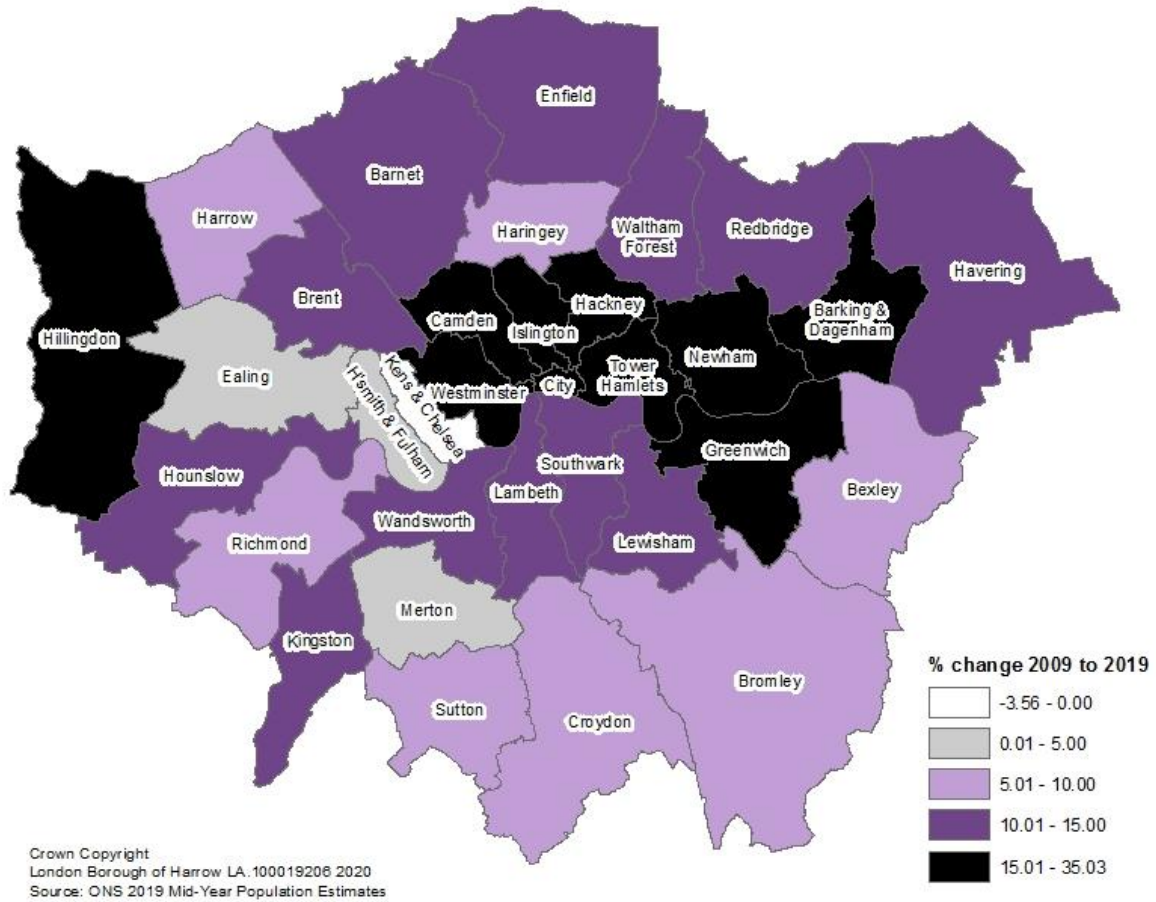 Enfield
Barnet
Harrow
Haringey
Waltham
Forest
Redbridge
Havering
Brent
Hillingdon
Camden
Islington
Hackney
Barking &
Dagenham
Newham
Tower
Hamlets
Ealing
Kens & Chelsea
H'smith & Fulham
Westminster
City
Greenwich
Hounslow
Southwark
Lambeth
Bexley
Wandsworth
Richmond
Lewisham
Merton
Kingston
Sutton
Croydon
Bromley
% change 2009 to 2019
-3.56 - 0.00
0.01 - 5.00
5.01 - 10.00
10.01 - 15.00
15.01 - 35.03
Crown Copyright
London Borough of Harrow LA.100019206 2020
Source: ONS 2019 Mid-Year Population Estimates